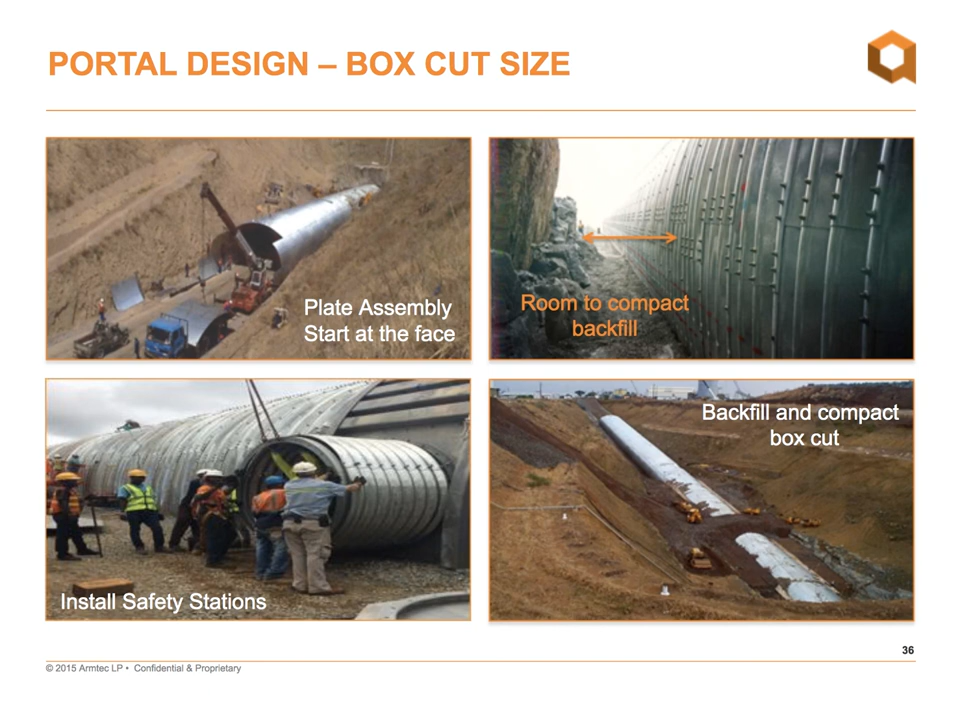 PORTAL DESIGN – BOX CUT SIZE
Plate Assembly
Start at the face
Room to compact
backfill
Install Safety Stations
Backfill and compact
box cut
36
© 2015 Armtec LP • Confidential & Proprietary